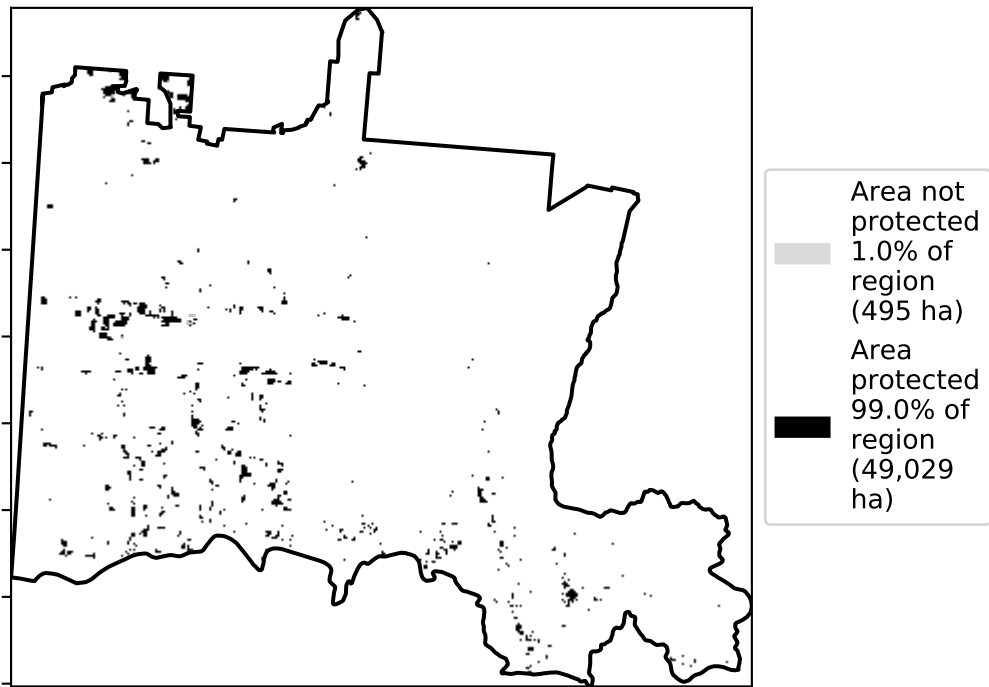 Area not
protected
1.0% of
region
(495 ha)
Area
protected
99.0% of
region
(49,029
ha)